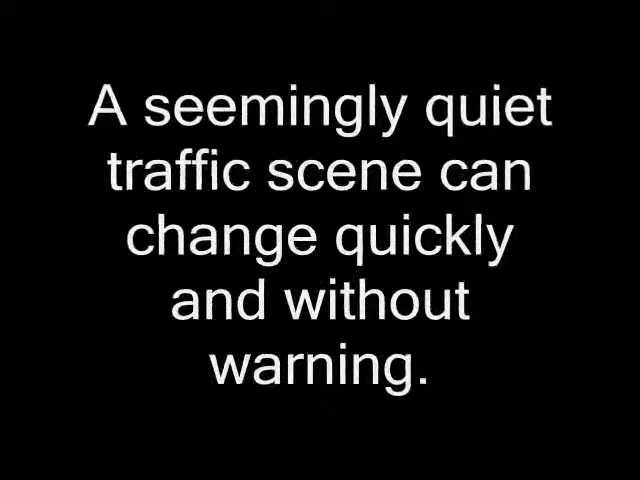 A seemingly quiet
traffic scene can
change quickly
and without
warning.